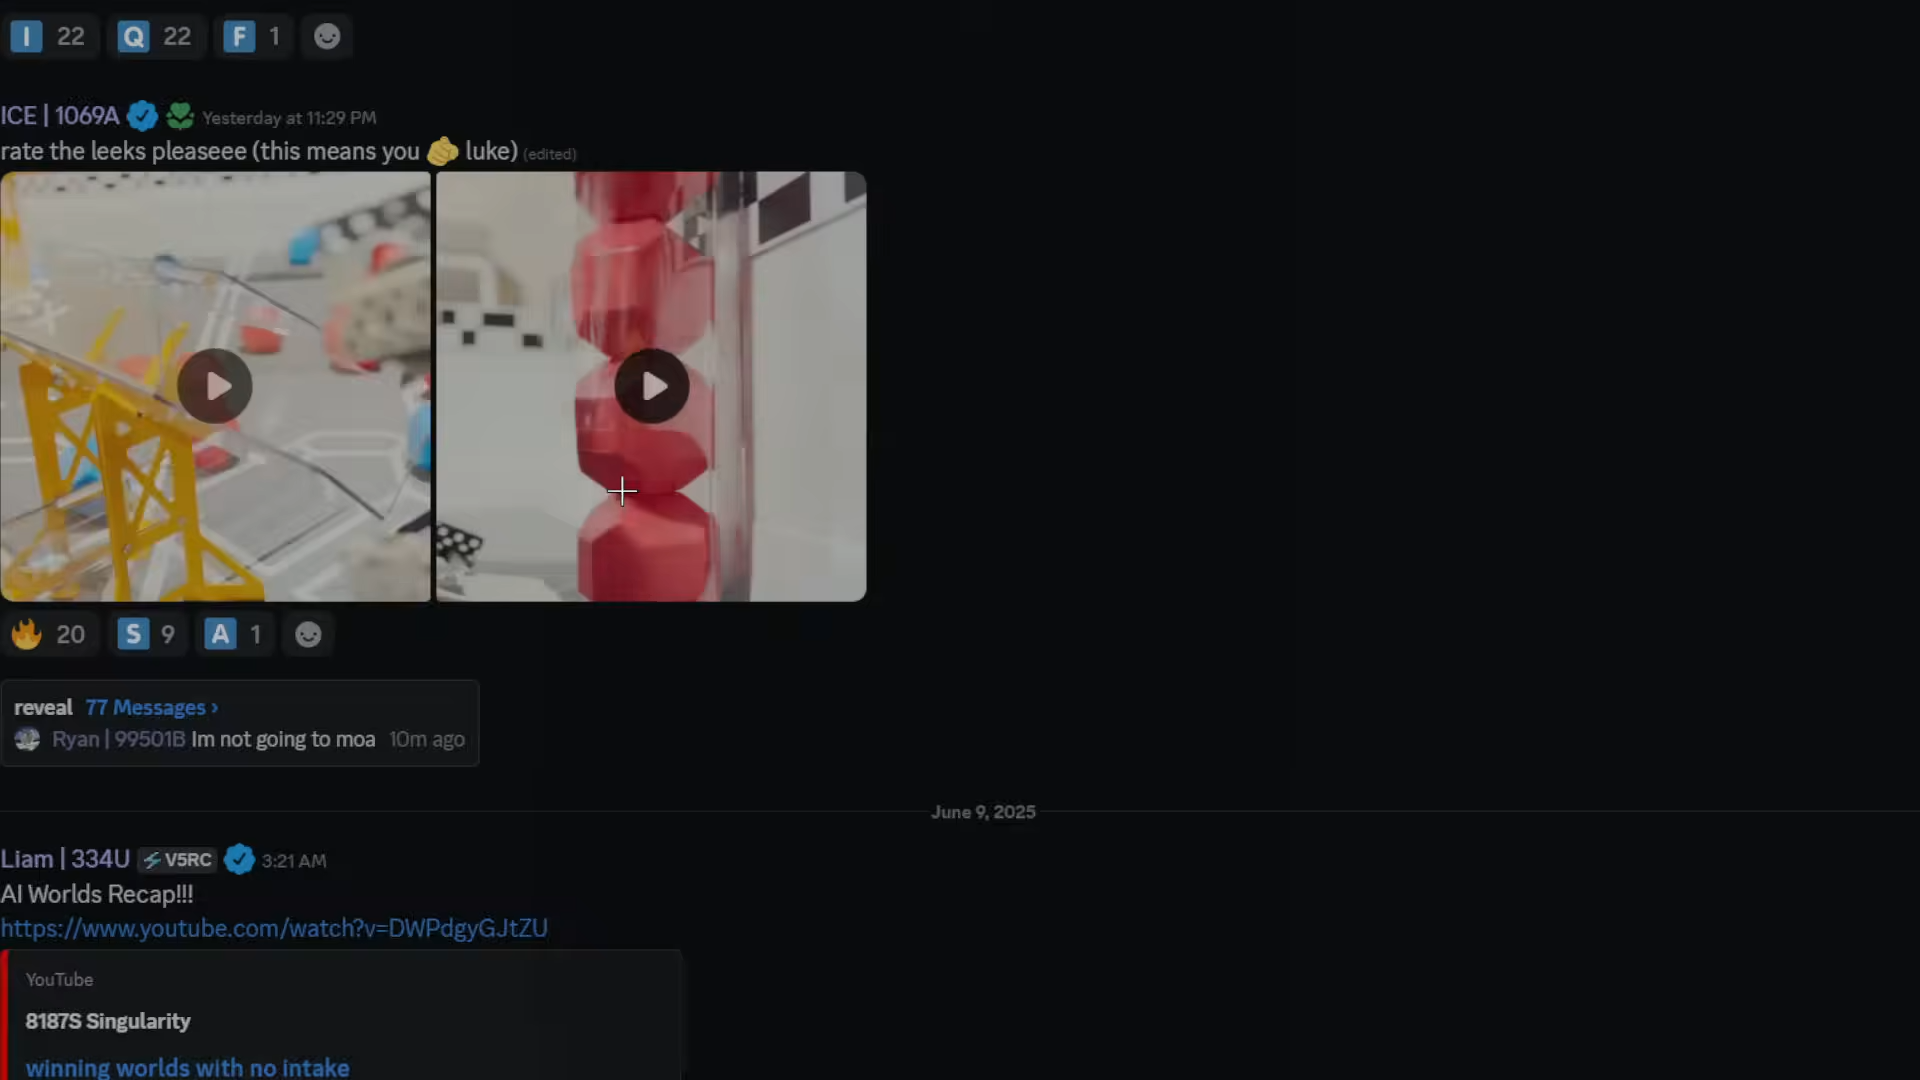 I 22 Q 22 F 1
ICE | 1069A Yesterday at 11:29 PM
rate the leeks pleaseee (this means you 🫵 luke) (edited)
🔥 20 S 9 A 1
reveal 77 Messages ›
Ryan | 99501B Im not going to moa 10m ago
June 9, 2025
Liam | 334U V5RC 3:21 AM
AI Worlds Recap!!!
https://www.youtube.com/watch?v=DWPdgyGJtZU
YouTube
8187S Singularity
winning worlds with no intake